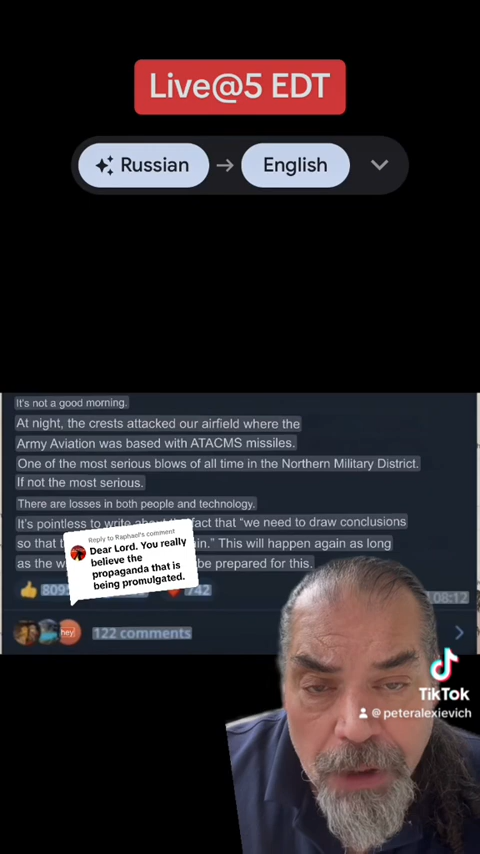 Live@5 EDT
Russian → English
It's not a good morning.
At night, the crests attacked our airfield where the
Army Aviation was based with ATACMS missiles.
One of the most serious blows of all time in the Northern Military District.
If not the most serious.
There are losses in both people and technology.
It's pointless to write fact that "we need to draw conclusions
so that in." This will happen again as long
as the be prepared for this.
Reply to Raphael's comment
Dear Lord. You really
believe the
propaganda that is
being promulgated.
hey!
122 comments
08:12
TikTok
@peteralexievich